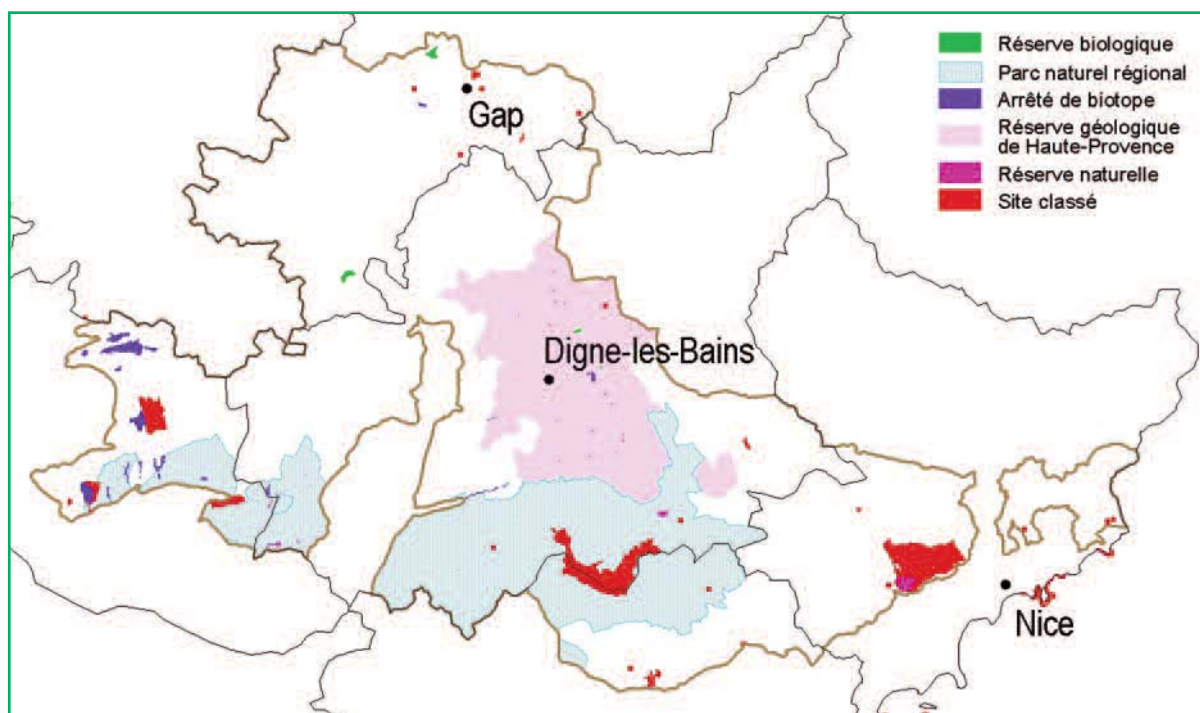 Réserve biologique
Parc naturel régional
Arrêté de biotope
Réserve géologique
de Haute-Provence
Réserve naturelle
Site classé
Gap
Digne-les-Bains
Nice